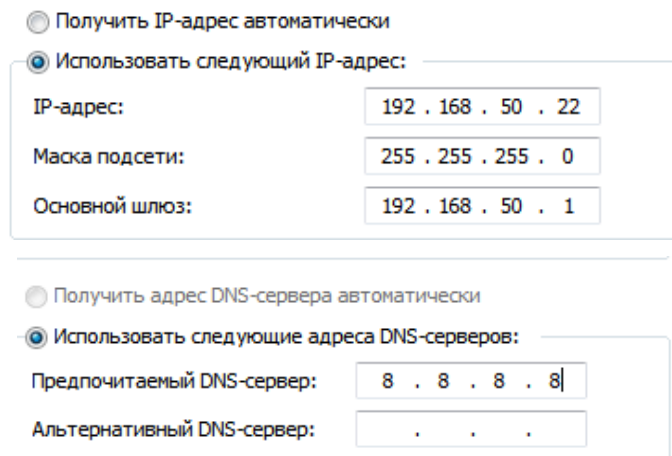 Получить IP-адрес автоматически
Использовать следующий IP-адрес:
IP-адрес: 192 . 168 . 50 . 22
Маска подсети: 255 . 255 . 255 . 0
Основной шлюз: 192 . 168 . 50 . 1
Получить адрес DNS-сервера автоматически
Использовать следующие адреса DNS-серверов:
Предпочитаемый DNS-сервер: 8 . 8 . 8 . 8
Альтернативный DNS-сервер: . . .